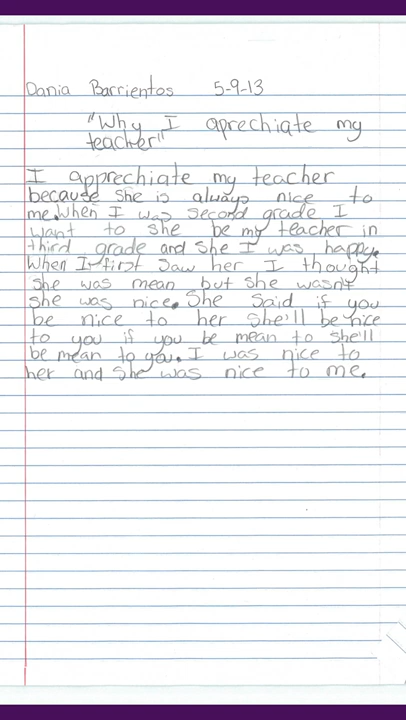 Dania Barrientos 5-9-13
"Why I aprechiate my
teacher"
I apprechiate my teacher
because she is always nice to
me. When I was second grade I
want to she be my teacher in
third grade and she I was happy.
When I first saw her I thought
she was mean but she wasn't
she was nice. She said if you
be nice to her she'll be nice
to you if you be mean to she'll
be mean to you. I was nice to
her and she was nice to me.